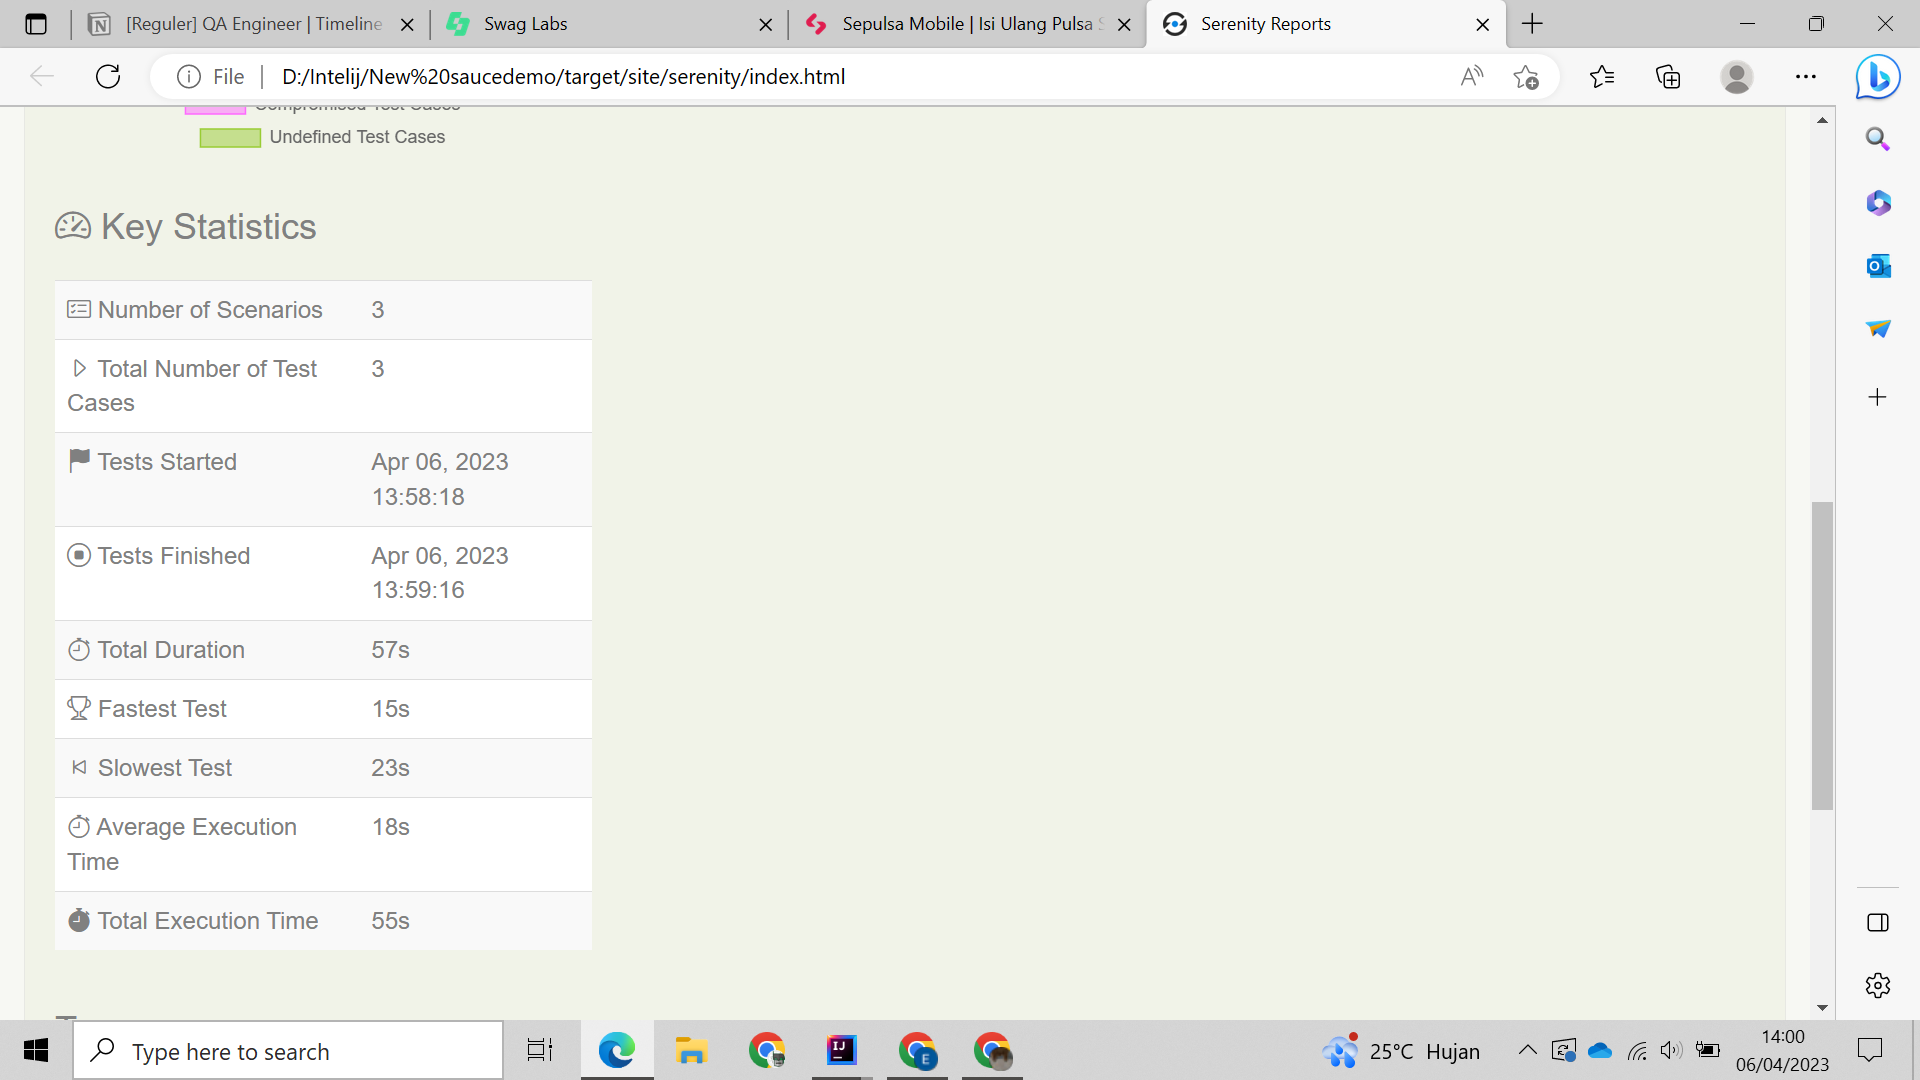 [Reguler] QA Engineer | Timeline
Swag Labs
Sepulsa Mobile | Isi Ulang Pulsa S
Serenity Reports
File
D:/Intelij/New%20saucedemo/target/site/serenity/index.html
Compromised Test Cases
Undefined Test Cases
Key Statistics
Number of Scenarios 3
Total Number of Test 3
Cases
Tests Started Apr 06, 2023
13:58:18
Tests Finished Apr 06, 2023
13:59:16
Total Duration 57s
Fastest Test 15s
Slowest Test 23s
Average Execution 18s
Time
Total Execution Time 55s
Type here to search
25°C Hujan
14:00
06/04/2023